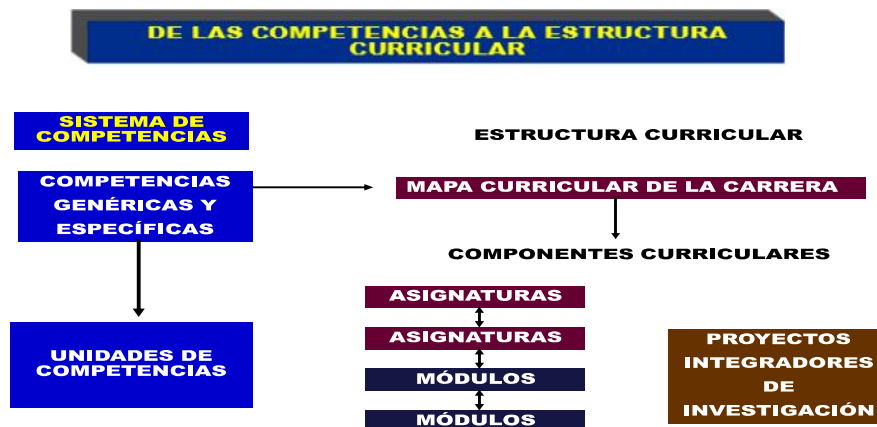 DE LAS COMPETENCIAS A LA ESTRUCTURA
CURRICULAR
SISTEMA DE
COMPETENCIAS
ESTRUCTURA CURRICULAR
COMPETENCIAS
GENÉRICAS Y
ESPECÍFICAS
MAPA CURRICULAR DE LA CARRERA
COMPONENTES CURRICULARES
ASIGNATURAS
ASIGNATURAS
UNIDADES DE
COMPETENCIAS
MÓDULOS
MÓDULOS
PROYECTOS
INTEGRADORES
DE
INVESTIGACIÓN